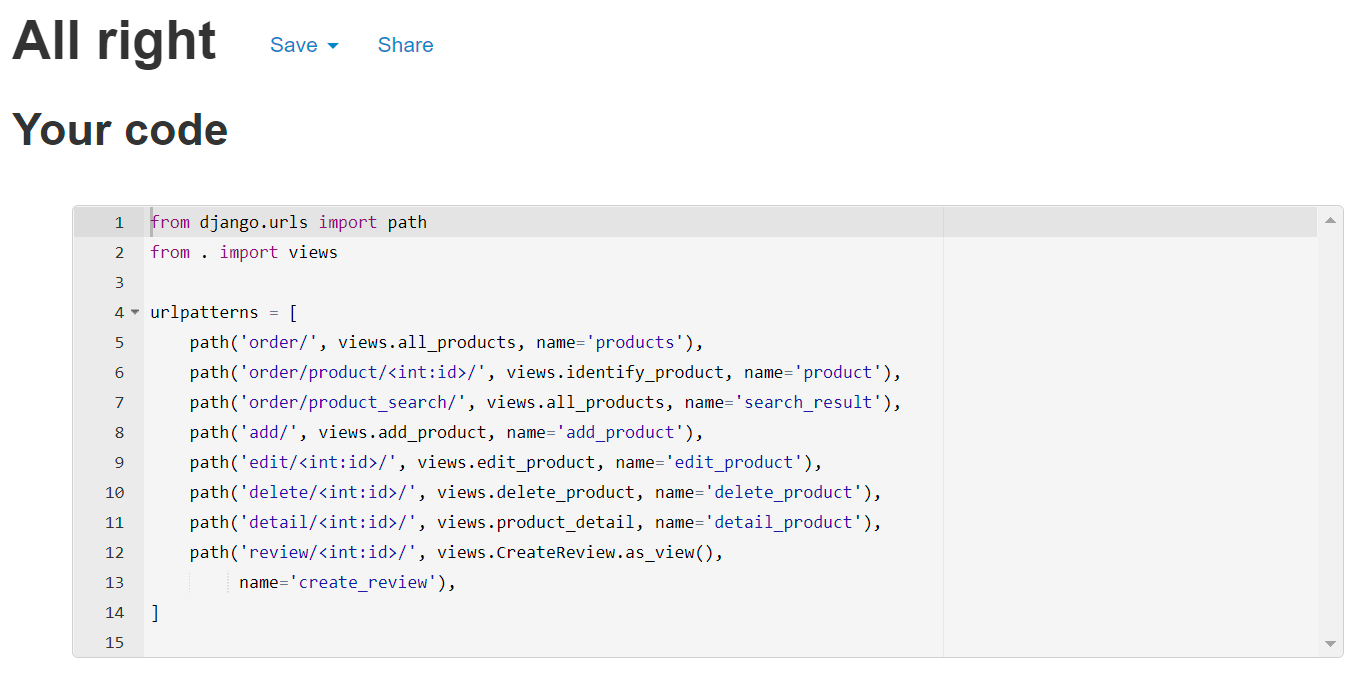 All right Save Share
Your code
1 from django.urls import path
2 from . import views
3
4 urlpatterns = [
5     path('order/', views.all_products, name='products'),
6     path('order/product/<int:id>/', views.identify_product, name='product'),
7     path('order/product_search/', views.all_products, name='search_result'),
8     path('add/', views.add_product, name='add_product'),
9     path('edit/<int:id>/', views.edit_product, name='edit_product'),
10     path('delete/<int:id>/', views.delete_product, name='delete_product'),
11     path('detail/<int:id>/', views.product_detail, name='detail_product'),
12     path('review/<int:id>/', views.CreateReview.as_view(),
13          name='create_review'),
14 ]
15